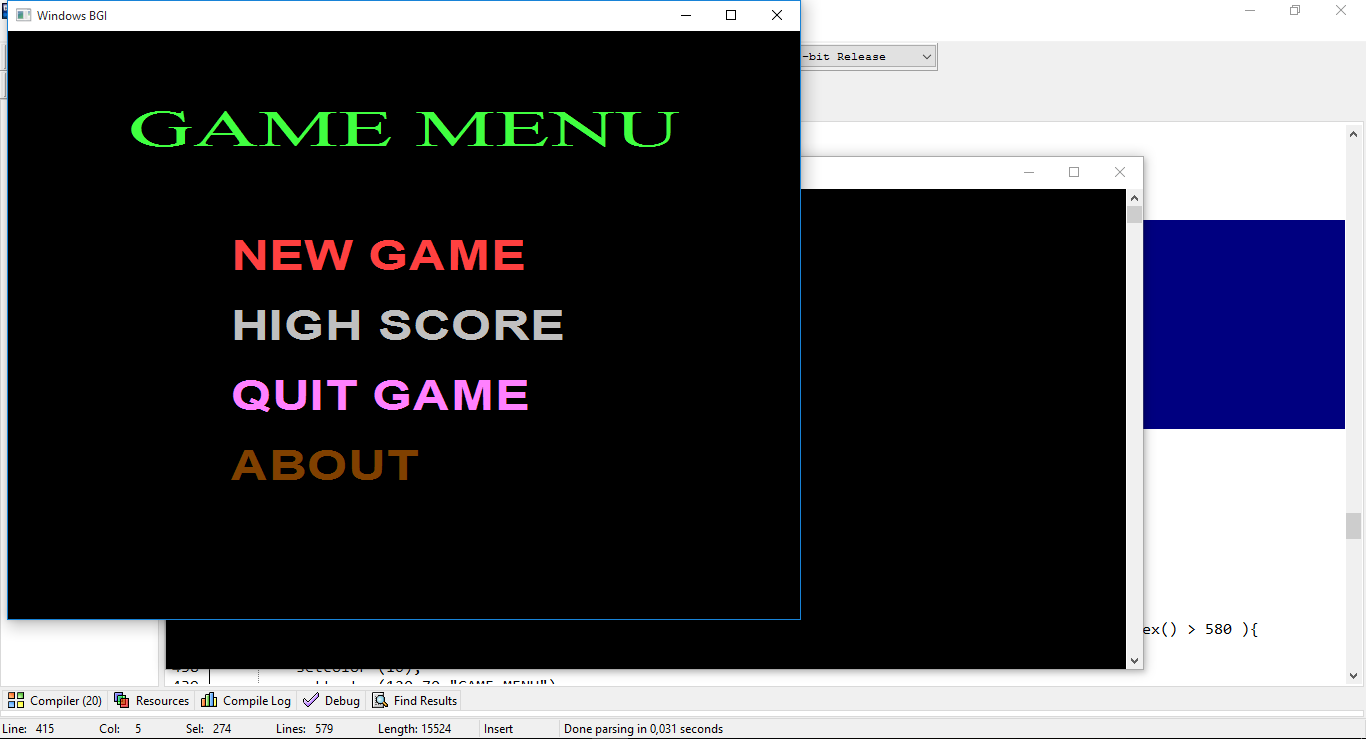 Windows BGI
-bit Release
GAME MENU
NEW GAME
HIGH SCORE
QUIT GAME
ABOUT
ex() > 580 ){
"GAME MENU")
Compiler (20) Resources Compile Log Debug Find Results
Line: 415 Col: 5 Sel: 274 Lines: 579 Length: 15524 Insert Done parsing in 0,031 seconds